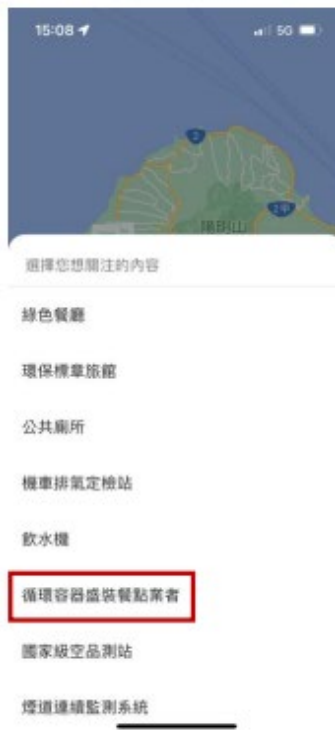 15:08
5G
2
陽明山
2甲
選擇您想關注的內容
綠色餐廳
環保標章旅館
公共廁所
機車排氣定檢站
飲水機
循環容器盛裝餐點業者
國家級空品測站
煙道連續監測系統